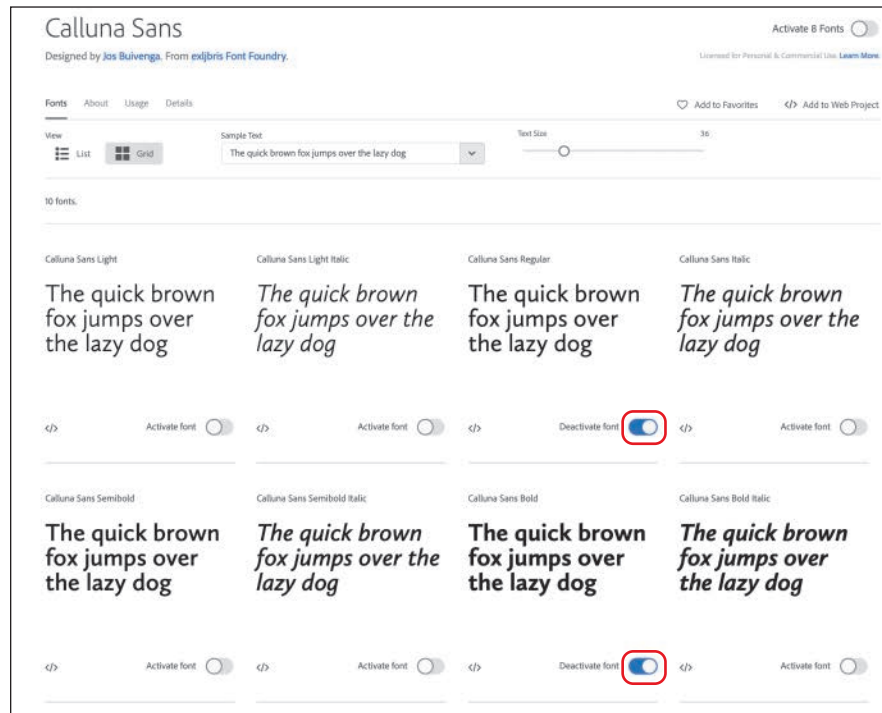 Calluna Sans
Activate 8 Fonts
Designed by Jos Buivenga. From exljbris Font Foundry.
Licensed for Personal & Commercial Use. Learn More.
Fonts About Usage Details
Add to Favorites </> Add to Web Project
View Sample Text Text Size 36
List Grid The quick brown fox jumps over the lazy dog
10 fonts.
Calluna Sans Light
The quick brown
fox jumps over
the lazy dog
</> Activate font
Calluna Sans Light Italic
The quick brown
fox jumps over the
lazy dog
</> Activate font
Calluna Sans Regular
The quick brown
fox jumps over
the lazy dog
</> Deactivate font
Calluna Sans Italic
The quick brown
fox jumps over the
lazy dog
</> Activate font
Calluna Sans Semibold
The quick brown
fox jumps over
the lazy dog
</> Activate font
Calluna Sans Semibold Italic
The quick brown
fox jumps over the
lazy dog
</> Activate font
Calluna Sans Bold
The quick brown
fox jumps over
the lazy dog
</> Deactivate font
Calluna Sans Bold Italic
The quick brown
fox jumps over
the lazy dog
</> Activate font